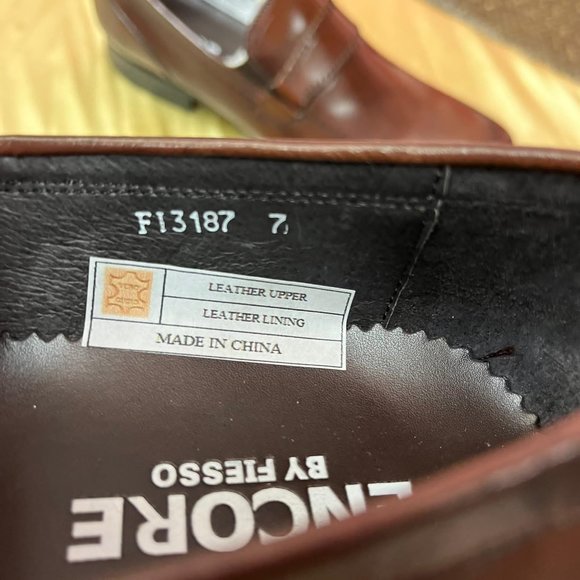 FI3187 7
LEATHER UPPER
LEATHER LINING
MADE IN CHINA
ENCORE
BY FIESSO